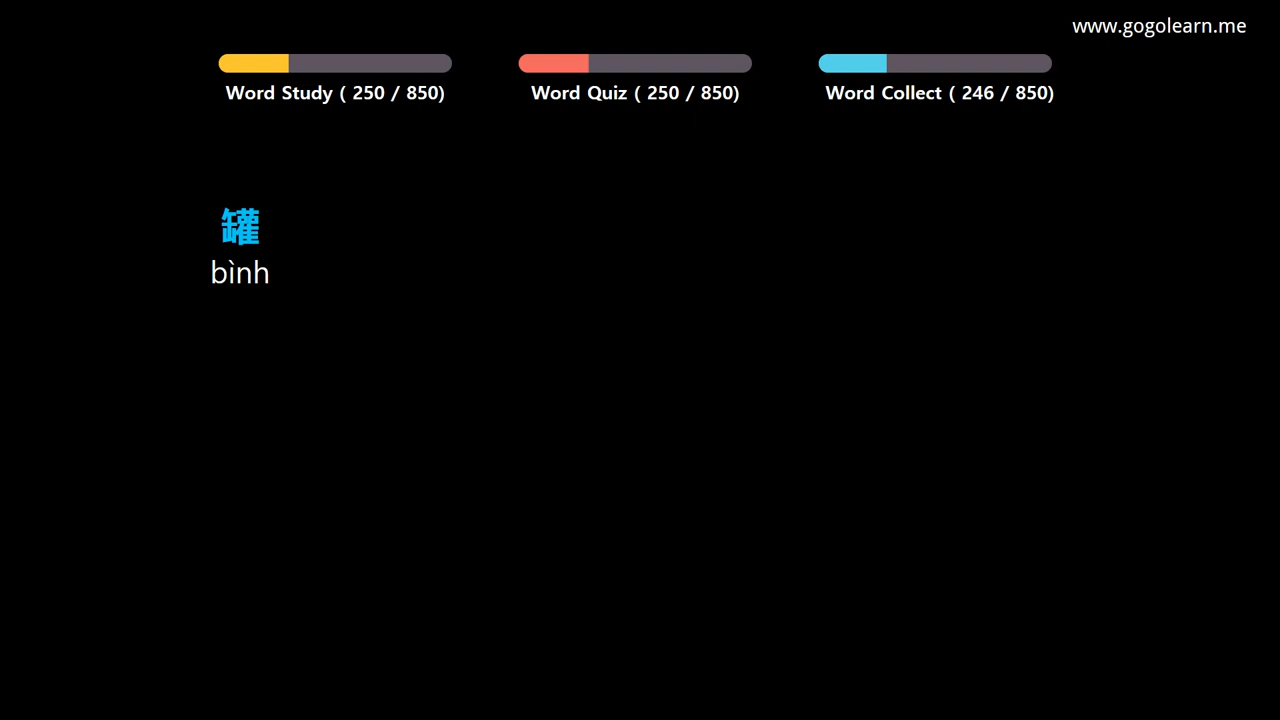 www.gogolearn.me
Word Study ( 250 / 850)
Word Quiz ( 250 / 850)
Word Collect ( 246 / 850)
罐
bình